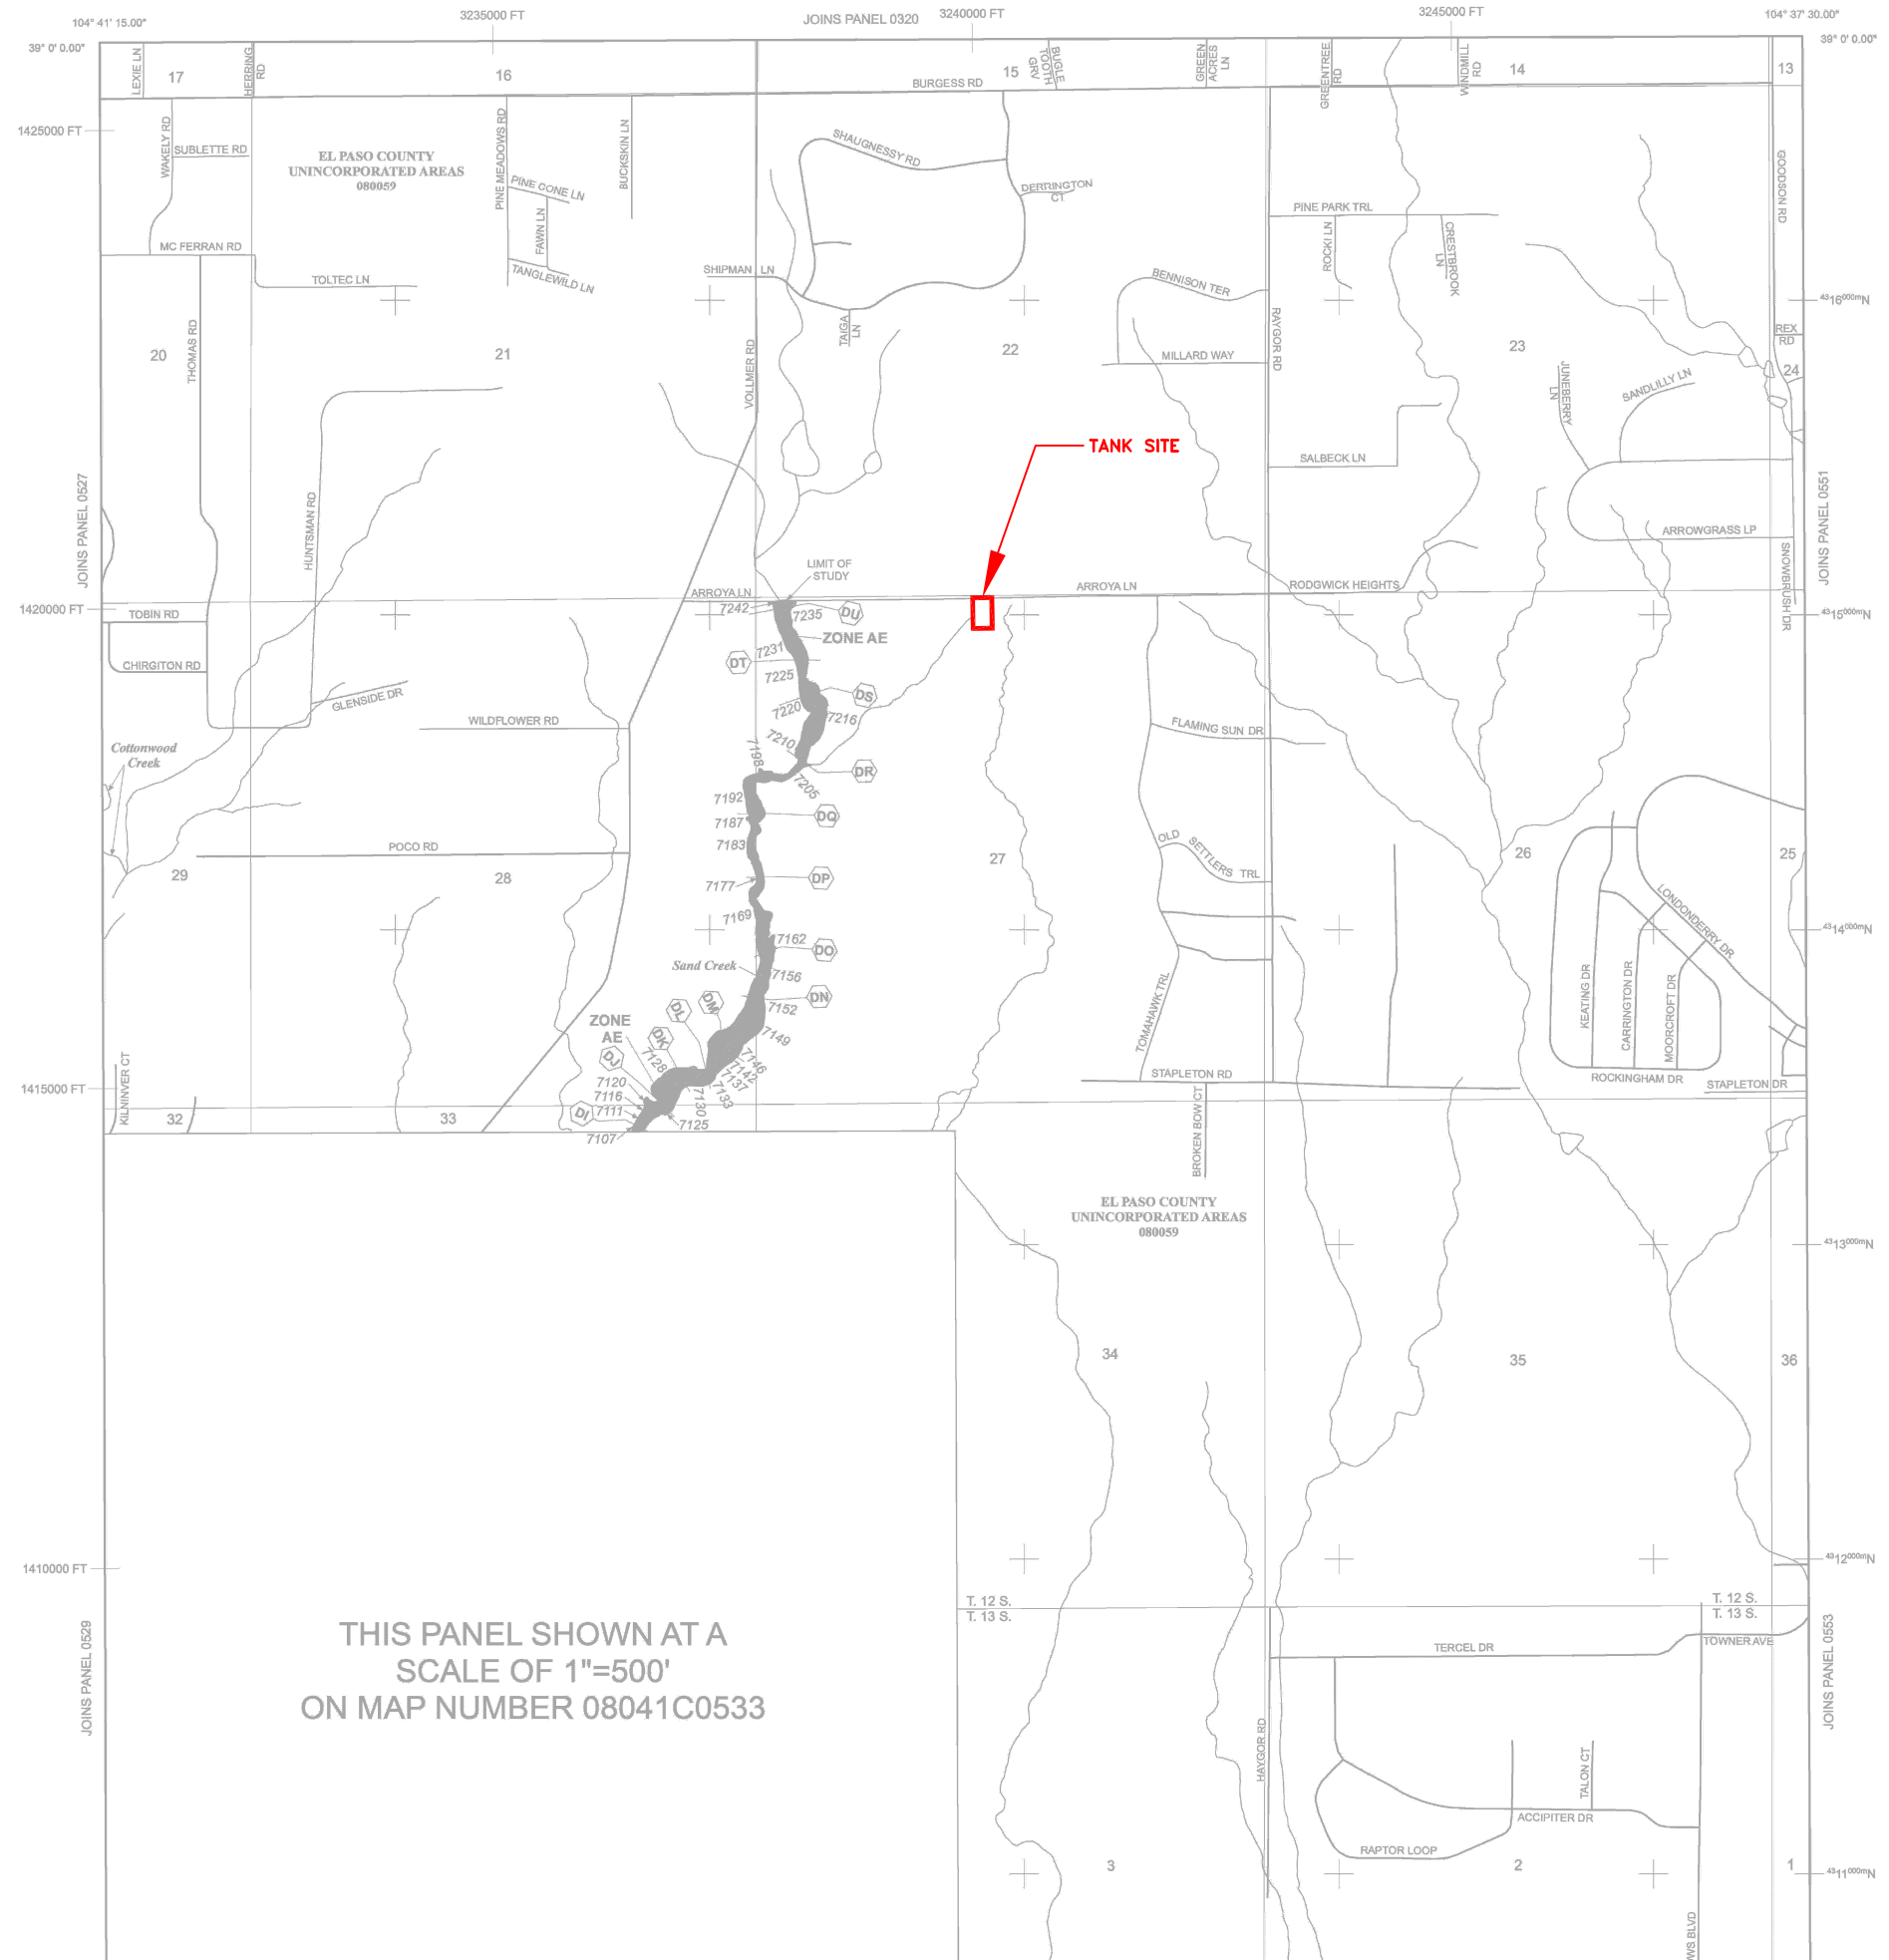 104° 41' 15.00"
3235000 FT
JOINS PANEL 0320
3240000 FT
3245000 FT
104° 37' 30.00"
39° 0' 0.00"
39° 0' 0.00"
LEXIE LN
17
HERRING
RD
16
15
BUGLE
TOOTH
GRV
GREEN
ACRES
LN
GREENTREE
RD
WINDMILL
RD
14
13
BURGESS RD
1425000 FT
WAKELY RD
SUBLETTE RD
EL PASO COUNTY
UNINCORPORATED AREAS
080059
PINE MEADOWS RD
PINE CONE LN
FAWN LN
TANGLEWILD LN
BUCKSKIN LN
SHAUGNESSY RD
DERRINGTON
CT
PINE PARK TRL
ROCKI LN
CRESTBROOK
LN
GOODSON RD
MC FERRAN RD
TOLTEC LN
SHIPMAN LN
BENNISON TER
4316000mN
THOMAS RD
20
21
VOLLMER RD
TAIGA
LN
22
MILLARD WAY
RAYGOR RD
23
REX
RD
24
JUNEBERRY
LN
SANDLILLY LN
TANK SITE
SALBECK LN
JOINS PANEL 0527
HUNTSMAN RD
ARROWGRASS LP
JOINS PANEL 0551
SNOWBRUSH DR
LIMIT OF
STUDY
ARROYA LN
ARROYA LN
RODGWICK HEIGHTS
1420000 FT
TOBIN RD
7242
7235
DU
4315000mN
ZONE AE
CHIRGITON RD
DT
7231
7225
DS
GLENSIDE DR
7220
7216
WILDFLOWER RD
FLAMING SUN DR
Cottonwood
Creek
7198
7210
DR
7205
7192
7187
DQ
7183
POCO RD
OLD SETTLERS TRL
29
28
27
26
25
7177
DP
LONDONDERRY DR
7169
7162
DO
4314000mN
Sand Creek
7156
DN
7152
TOMAHAWK TRL
KEATING DR
CARRINGTON DR
MOORCROFT DR
ZONE
AE
DM
DL
DK
DJ
7149
7146
7142
7137
7133
7130
7128
7120
7116
DI
7111
7125
7107
KILNINVER CT
1415000 FT
STAPLETON RD
ROCKINGHAM DR
STAPLETON DR
32
33
BROKEN BOW CT
EL PASO COUNTY
UNINCORPORATED AREAS
080059
4313000mN
34
35
36
1410000 FT
4312000mN
T. 12 S.
T. 13 S.
T. 12 S.
T. 13 S.
JOINS PANEL 0529
THIS PANEL SHOWN AT A
SCALE OF 1"=500'
ON MAP NUMBER 08041C0533
TERCEL DR
TOWNER AVE
JOINS PANEL 0553
HAYGOR RD
TALON CT
ACCIPITER DR
RAPTOR LOOP
3
2
1
4311000mN
WS BLVD